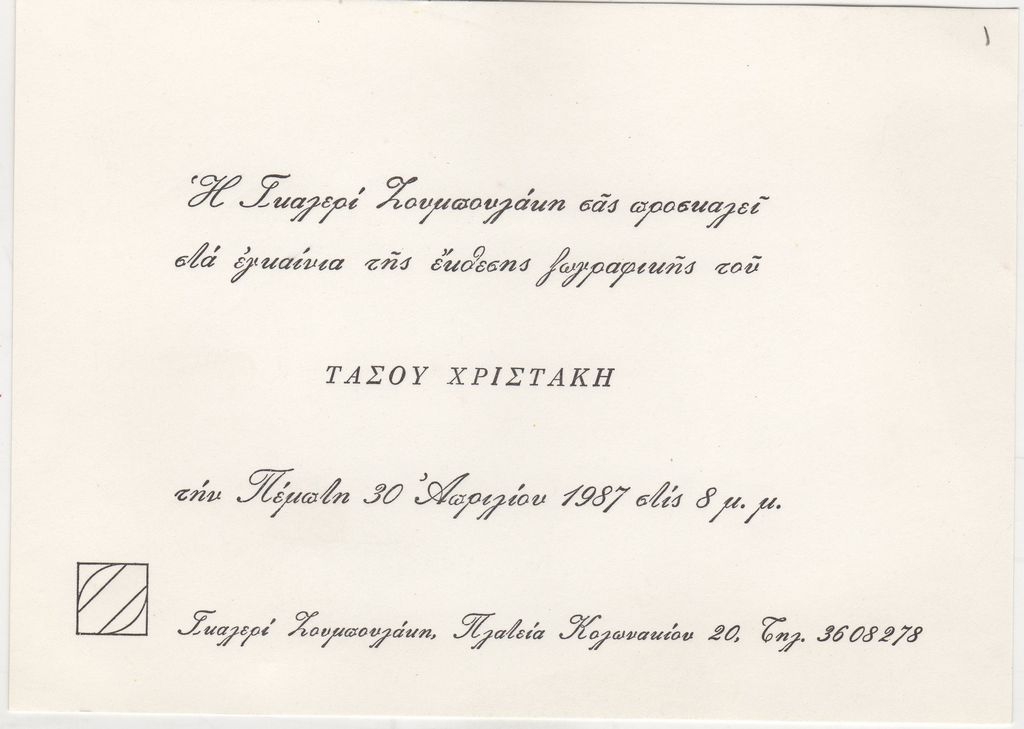 Ἡ Γκαλερί Ζουμπουλάκη σᾶς προσκαλεῖ
στά ἐγκαίνια τῆς ἔκθεσης ζωγραφικῆς τοῦ
ΤΑΣΟΥ ΧΡΙΣΤΑΚΗ
τήν Πέμπτη 30 Ἀπριλίου 1987 στίς 8 μ. μ.
Γκαλερί Ζουμπουλάκη, Πλατεία Κολωνακίου 20, Τηλ. 3608278